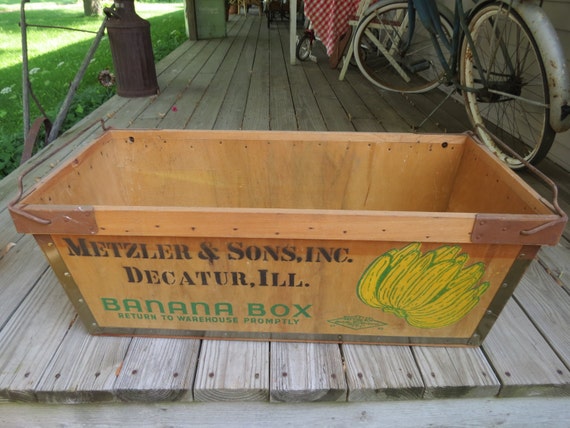 METZLER & SONS, INC.
DECATUR, ILL.
BANANA BOX
RETURN TO WAREHOUSE PROMPTLY